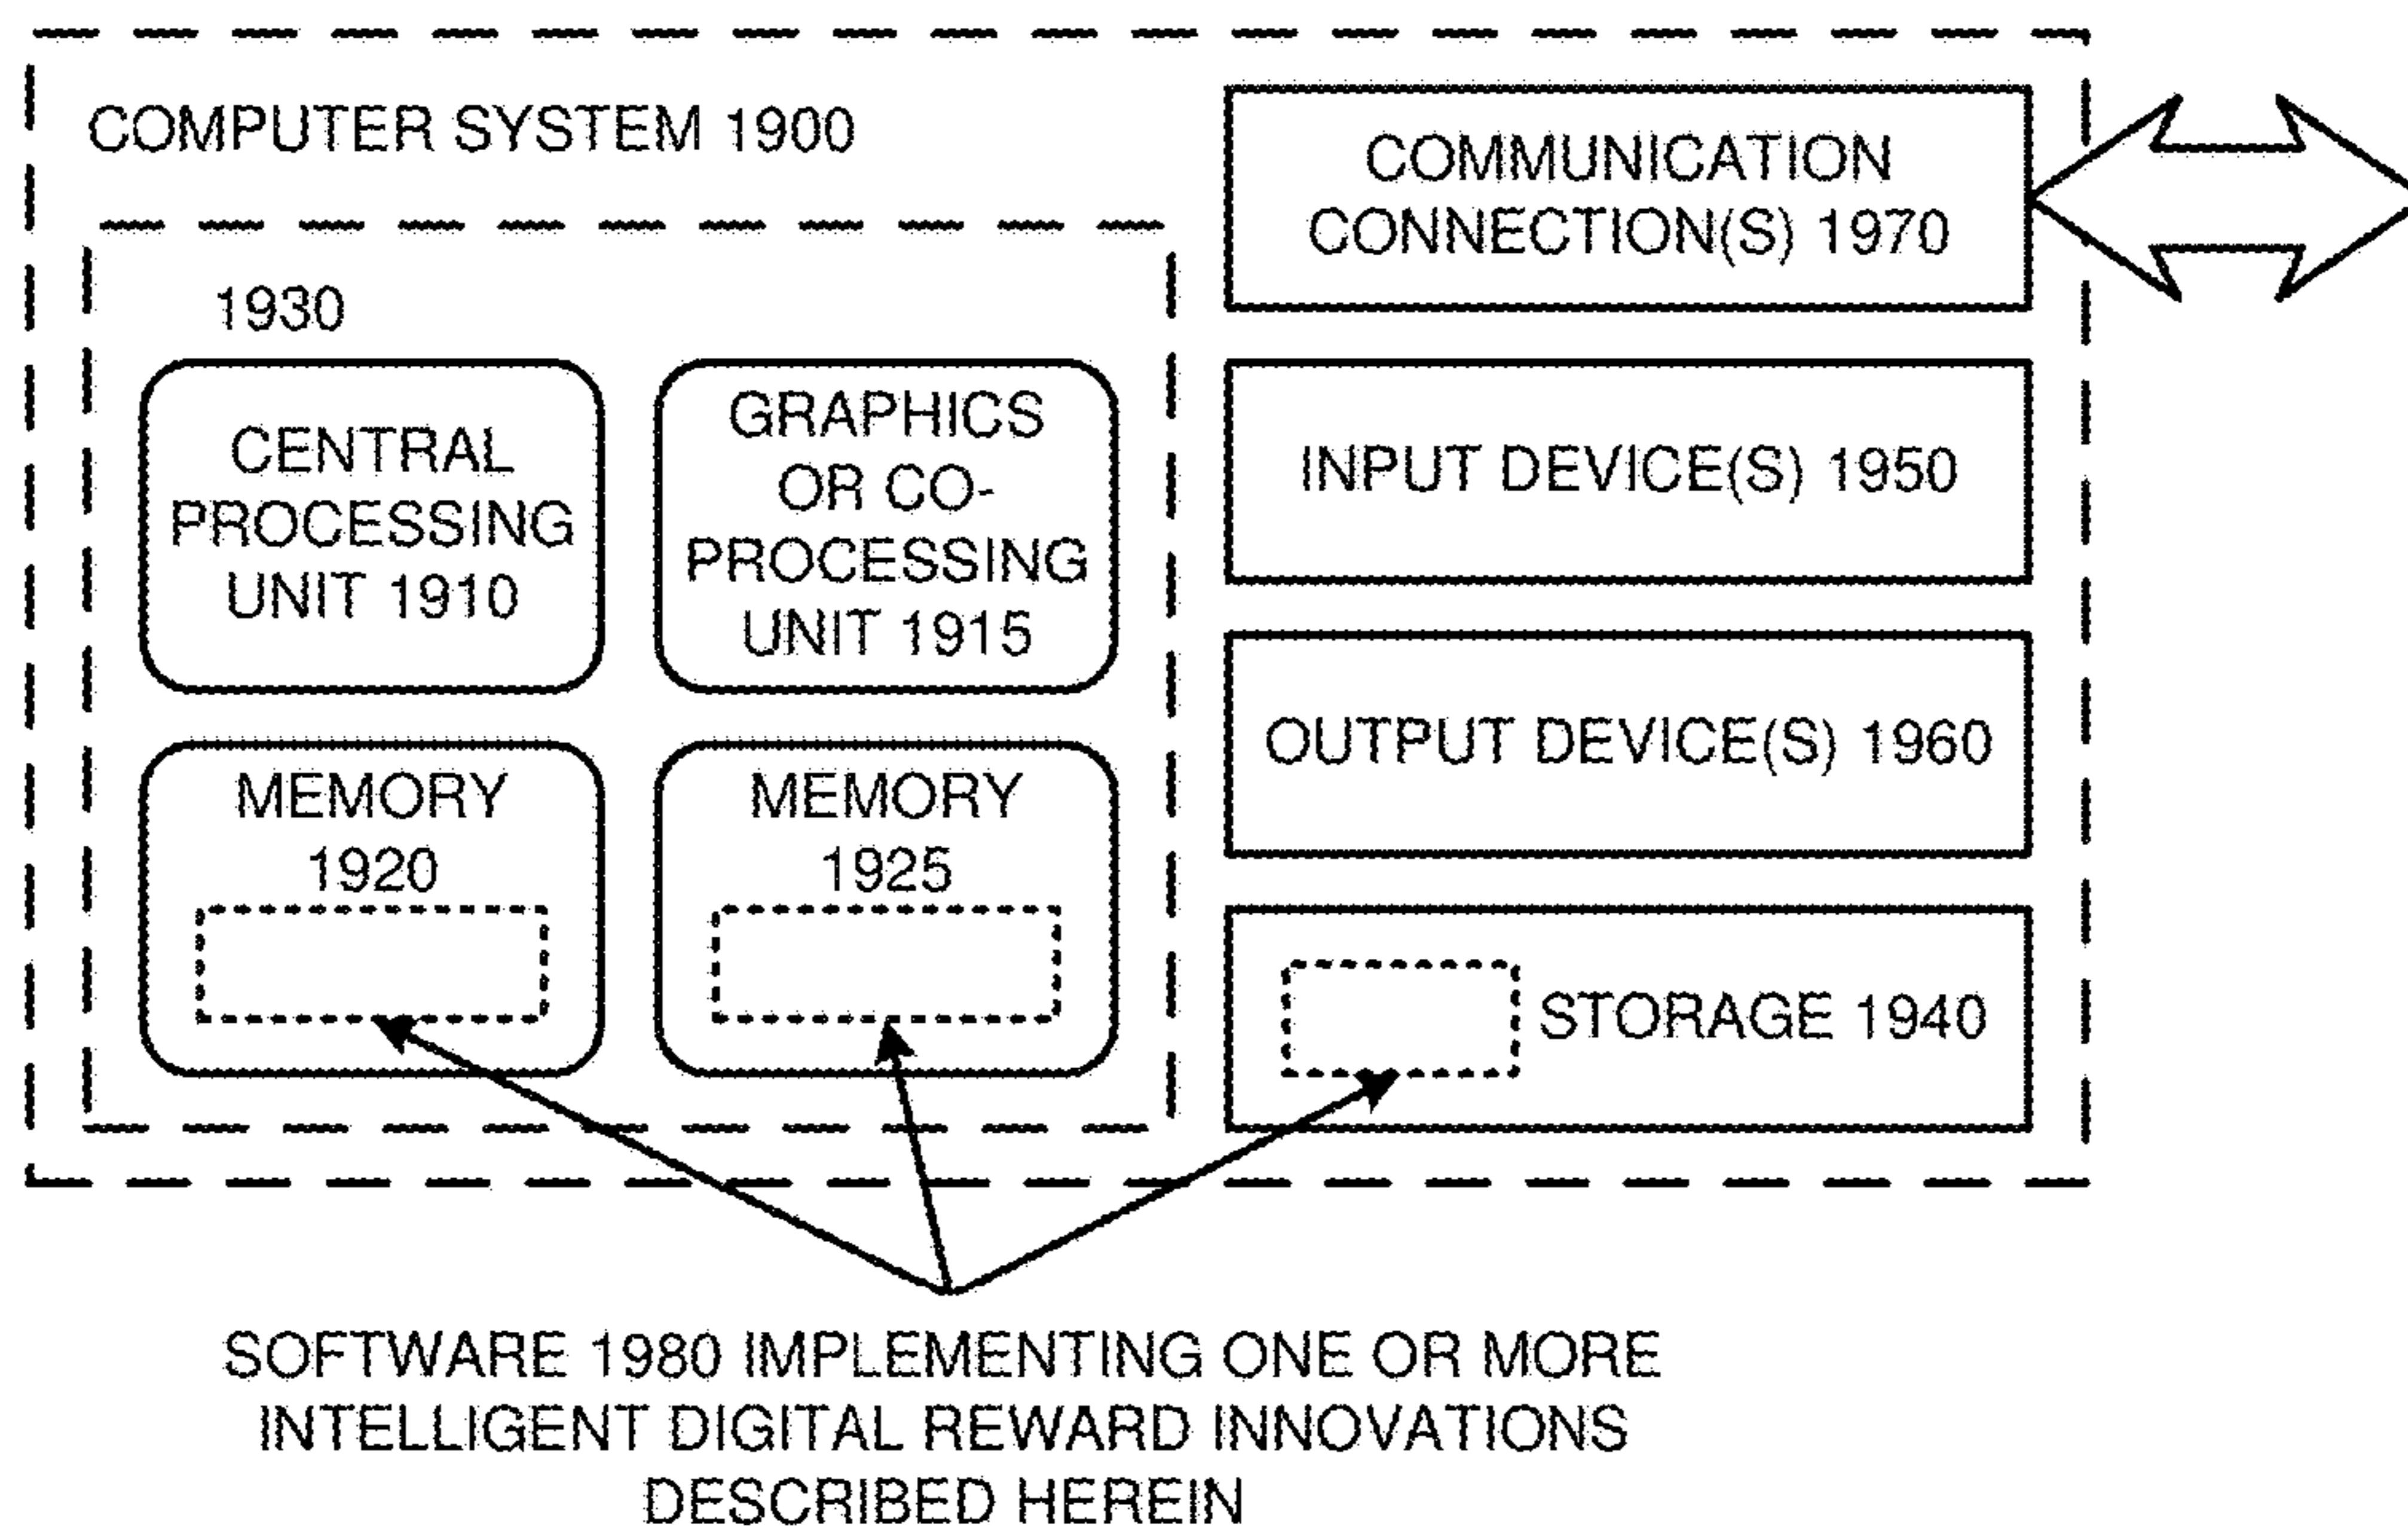 COMPUTER SYSTEM 1900
1930
CENTRAL
PROCESSING
UNIT 1910
GRAPHICS
OR CO-
PROCESSING
UNIT 1915
MEMORY
1920
MEMORY
1925
COMMUNICATION
CONNECTION(S) 1970
INPUT DEVICE(S) 1950
OUTPUT DEVICE(S) 1960
STORAGE 1940
SOFTWARE 1980 IMPLEMENTING ONE OR MORE
INTELLIGENT DIGITAL REWARD INNOVATIONS
DESCRIBED HEREIN